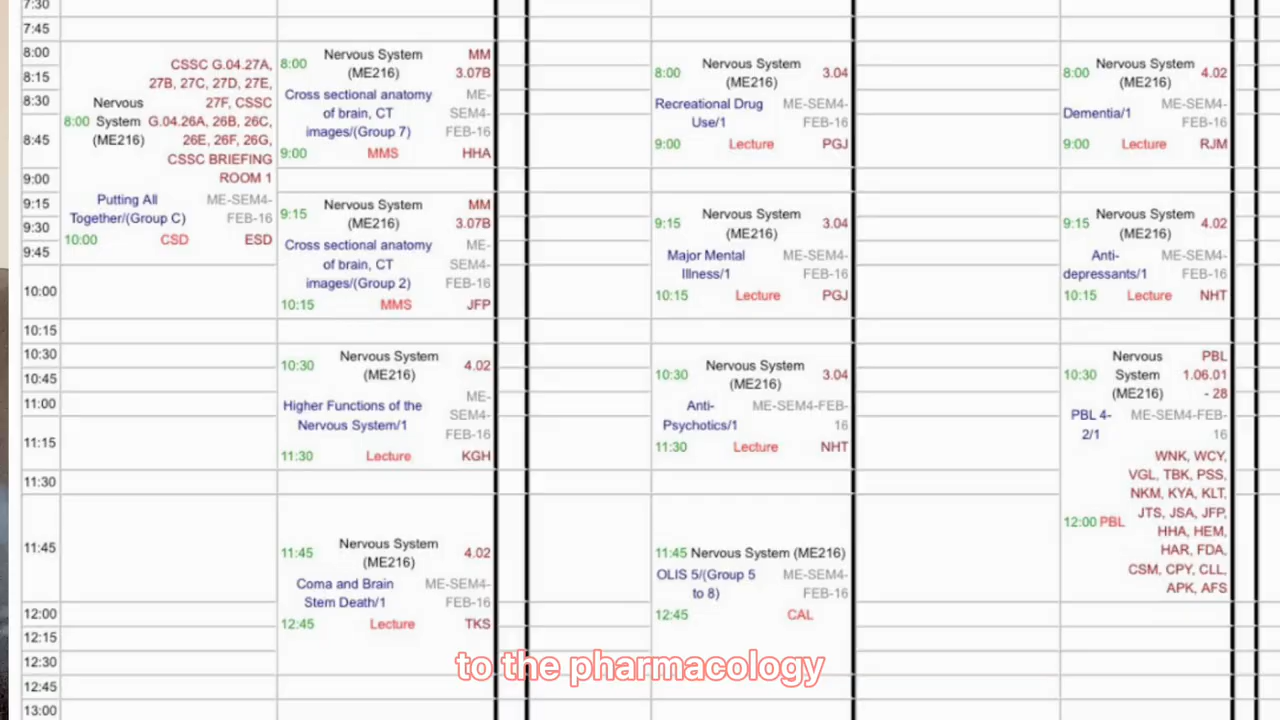 7:30
7:45
8:00
8:15
8:30
8:45
9:00
9:15
9:30
9:45
10:00
10:15
10:30
10:45
11:00
11:15
11:30
11:45
12:00
12:15
12:30
12:45
13:00
CSSC G.04.27A,
27B, 27C, 27D, 27E,
Nervous 27F, CSSC
8:00 System G.04.26A, 26B, 26C,
(ME216) 26E, 26F, 26G,
CSSC BRIEFING
ROOM 1
Putting All ME-SEM4-
Together/(Group C) FEB-16
10:00 CSD ESD
8:00 Nervous System MM
(ME216) 3.07B
Cross sectional anatomy ME-
of brain, CT SEM4-
images/(Group 7) FEB-16
9:00 MMS HHA
9:15 Nervous System MM
(ME216) 3.07B
Cross sectional anatomy ME-
of brain, CT SEM4-
images/(Group 2) FEB-16
10:15 MMS JFP
10:30 Nervous System 4.02
(ME216)
Higher Functions of the ME-
Nervous System/1 SEM4-
FEB-16
11:30 Lecture KGH
11:45 Nervous System 4.02
(ME216)
Coma and Brain ME-SEM4-
Stem Death/1 FEB-16
12:45 Lecture TKS
8:00 Nervous System 3.04
(ME216)
Recreational Drug ME-SEM4-
Use/1 FEB-16
9:00 Lecture PGJ
9:15 Nervous System 3.04
(ME216)
Major Mental ME-SEM4-
Illness/1 FEB-16
10:15 Lecture PGJ
10:30 Nervous System 3.04
(ME216)
Anti- ME-SEM4-FEB-
Psychotics/1 16
11:30 Lecture NHT
11:45 Nervous System (ME216)
OLIS 5/(Group 5 ME-SEM4-
to 8) FEB-16
12:45 CAL
8:00 Nervous System 4.02
(ME216)
Dementia/1 ME-SEM4-
FEB-16
9:00 Lecture RJM
9:15 Nervous System 4.02
(ME216)
Anti- ME-SEM4-
depressants/1 FEB-16
10:15 Lecture NHT
Nervous PBL
10:30 System 1.06.01
(ME216) - 28
PBL 4- ME-SEM4-FEB-
2/1 16
WNK, WCY,
VGL, TBK, PSS,
NKM, KYA, KLT,
12:00 PBL JTS, JSA, JFP,
HHA, HEM,
HAR, FDA,
CSM, CPY, CLL,
APK, AFS
to the pharmacology